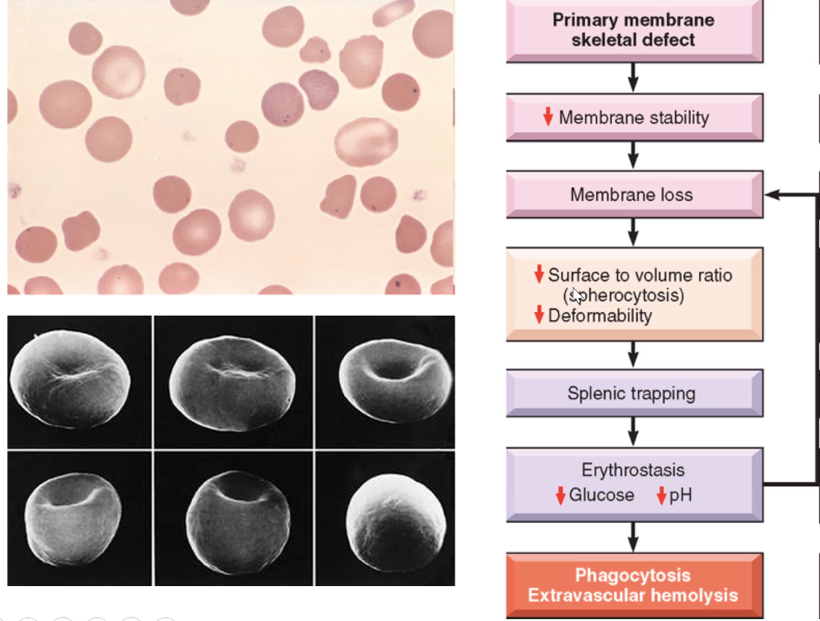 Primary membrane
skeletal defect
↓ Membrane stability
Membrane loss
↓ Surface to volume ratio
(spherocytosis)
↓ Deformability
Splenic trapping
Erythrostasis
↓ Glucose ↓ pH
Phagocytosis
Extravascular hemolysis